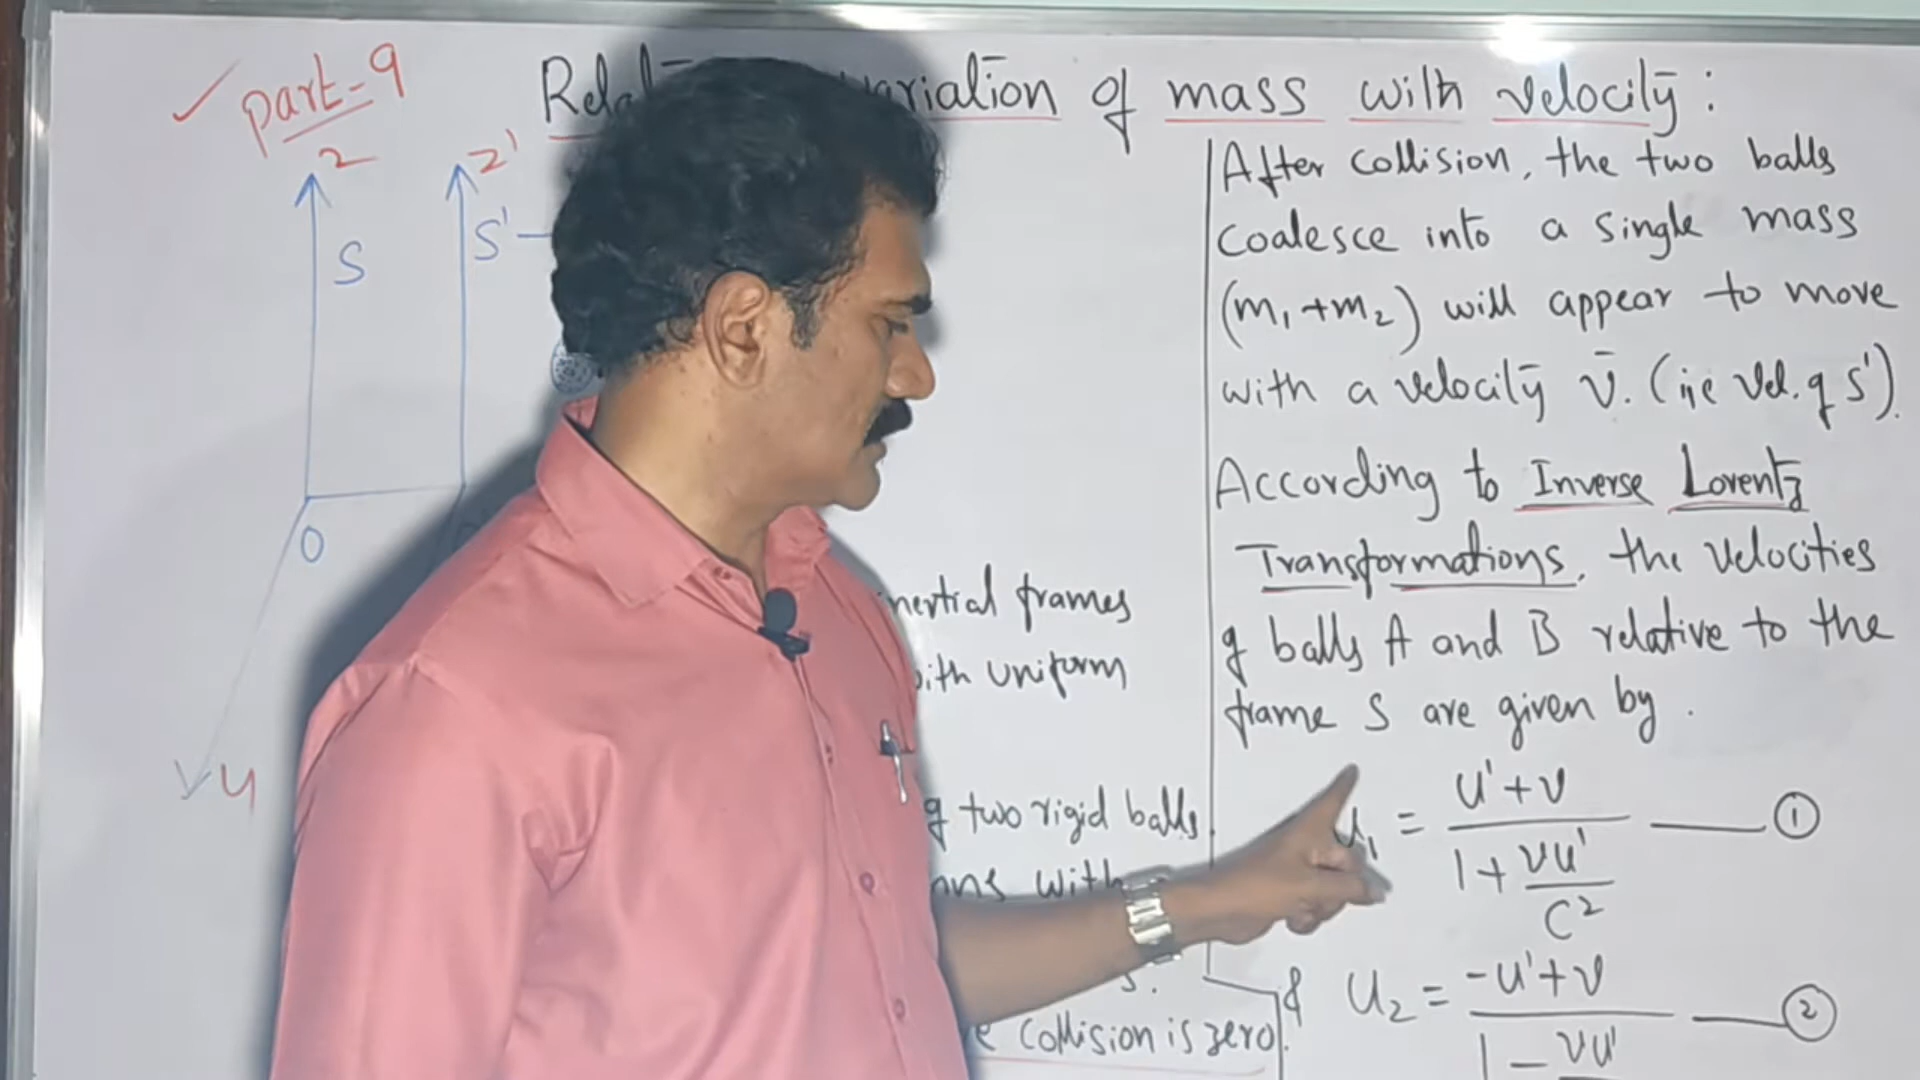 ✓ part-9
variation of mass with velocity:
z z'
S S'
O
y
inertial frames
with uniform
of two rigid balls.
with
s.
collision is zero.
After collision, the two balls
coalesce into a single mass
(m₁+m₂) will appear to move
with a velocity v̄. (i,e Vel. of S').
According to Inverse Lorentz
Transformations, the velocities
of balls A and B relative to the
frame S are given by.
u₁ = u'+v / 1+ vu'/c² —— ①
& u₂ = -u'+v / 1 - vu' —— ②